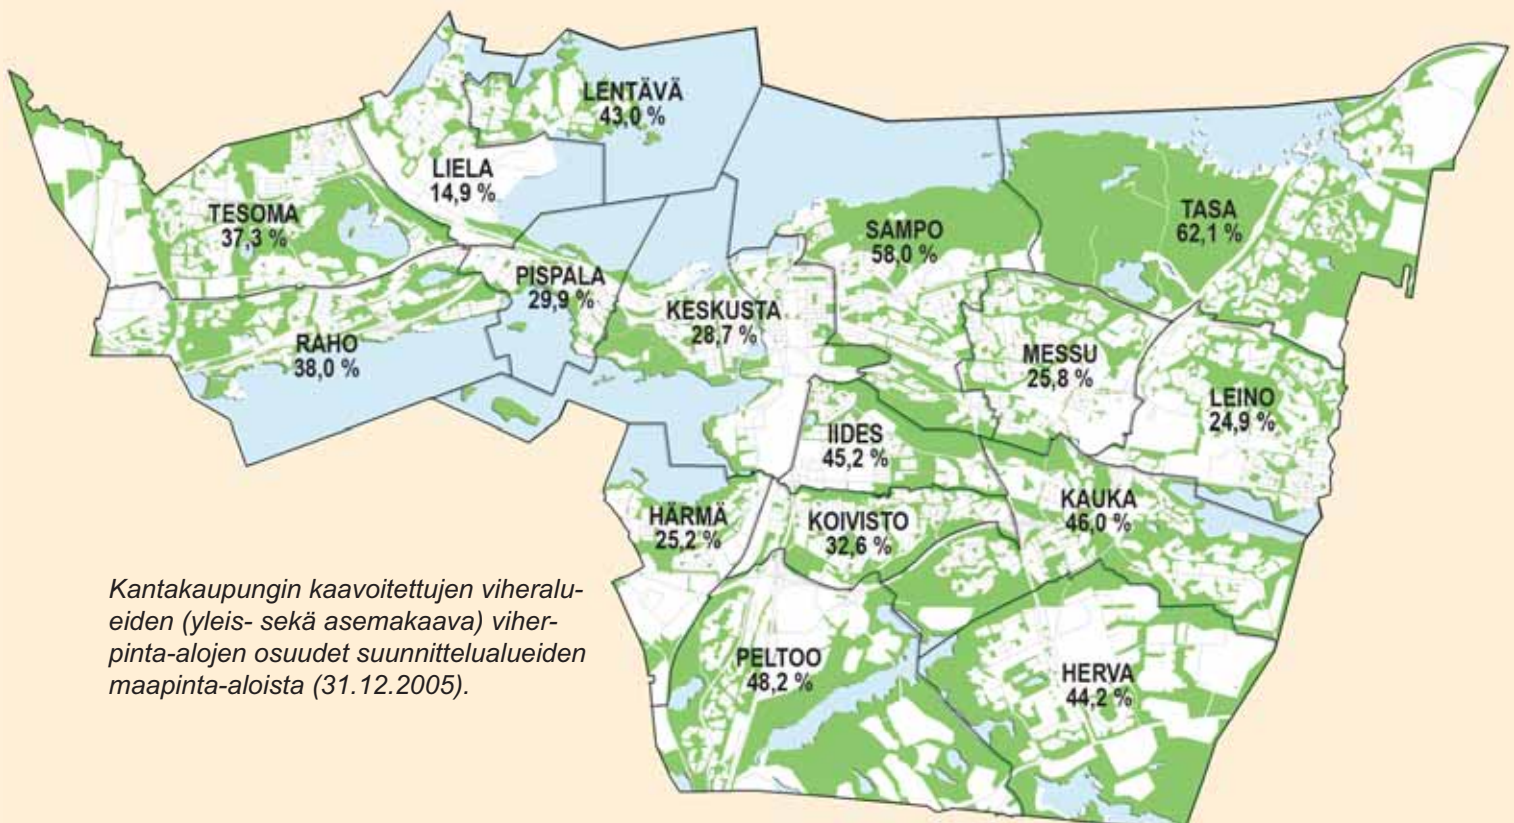 LENTÄVÄ
43,0 %
LIELA
14,9 %
TESOMA
37,3 %
TASA
62,1 %
SAMPO
58,0 %
PISPALA
29,9 %
KESKUSTA
28,7 %
RAHO
38,0 %
MESSU
25,8 %
LEINO
24,9 %
IIDES
45,2 %
KAUKA
46,0 %
HÄRMÄ
25,2 %
KOIVISTO
32,6 %
Kantakaupungin kaavoitettujen viheralu-
eiden (yleis- sekä asemakaava) viher-
pinta-alojen osuudet suunnittelualueiden
maapinta-aloista (31.12.2005).
PELTOO
48,2 %
HERVA
44,2 %